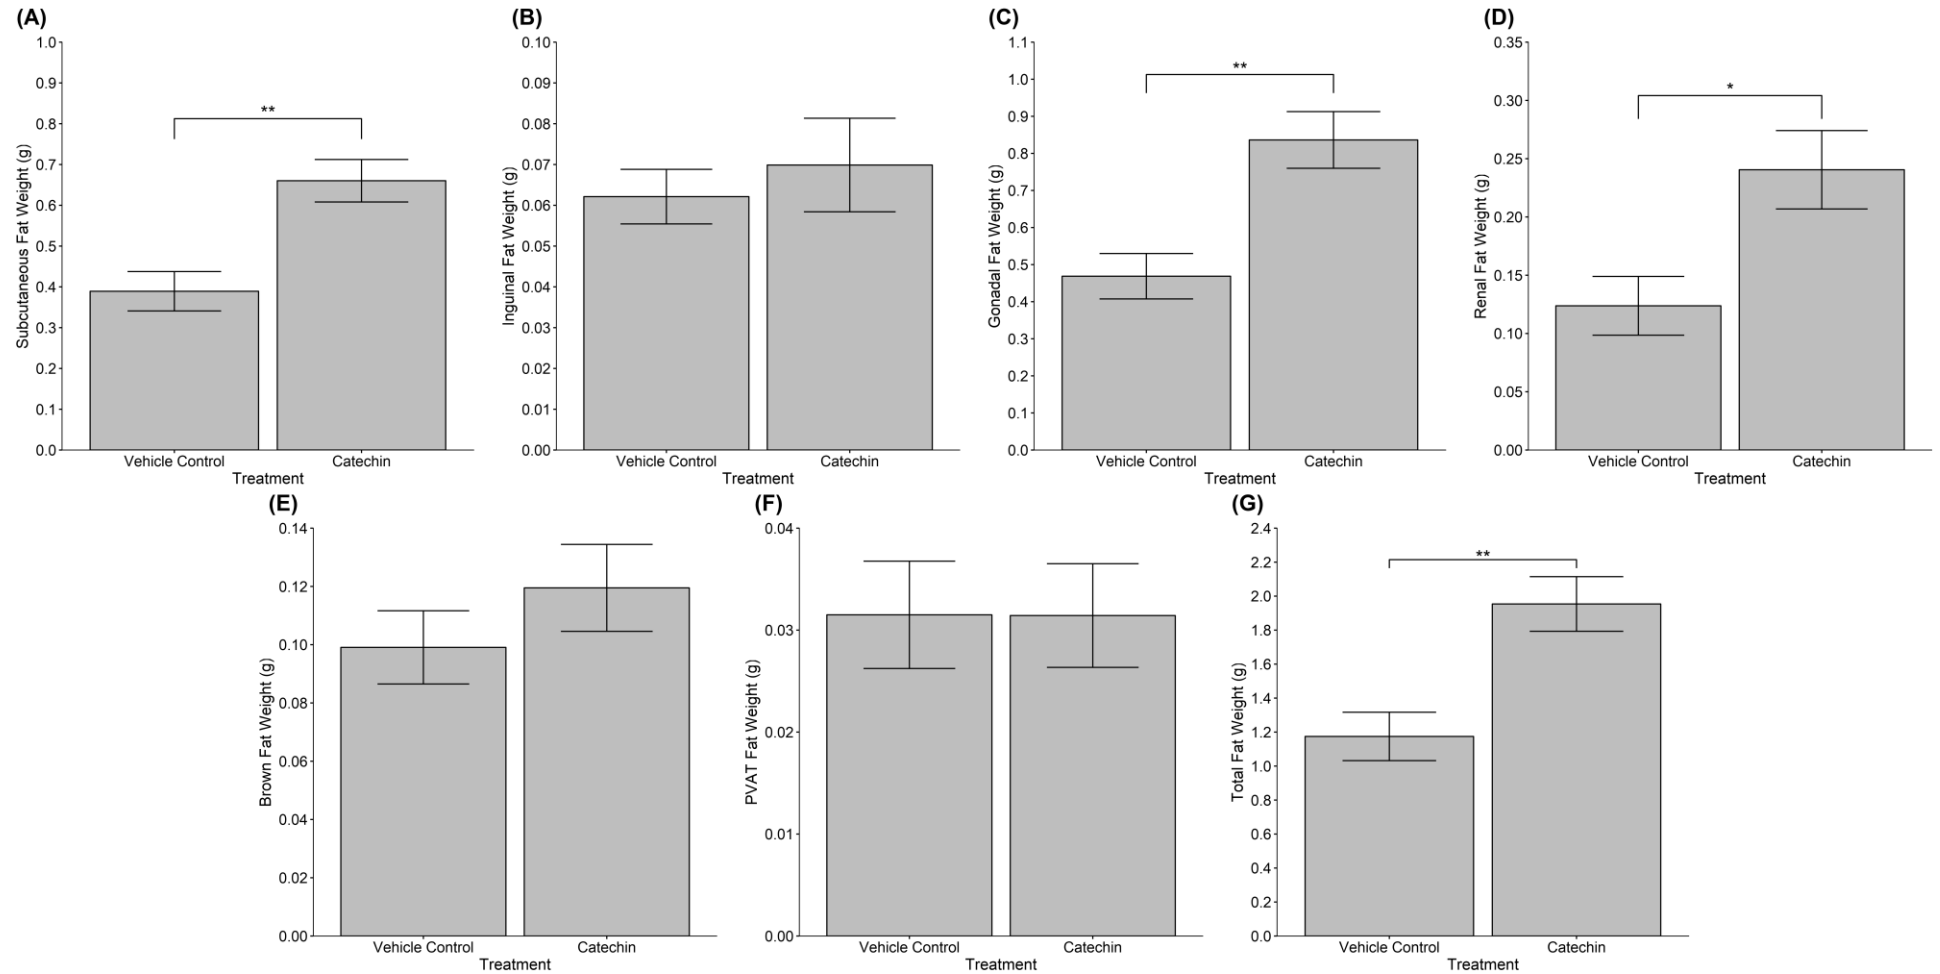 (A)
Subcutaneous Fat Weight (g)
1.0
0.9
0.8
0.7
0.6
0.5
0.4
0.3
0.2
0.1
0.0
**
Vehicle Control
Catechin
Treatment
(B)
Inguinal Fat Weight (g)
0.10
0.09
0.08
0.07
0.06
0.05
0.04
0.03
0.02
0.01
0.00
Vehicle Control
Catechin
Treatment
(C)
Gonadal Fat Weight (g)
1.1
1.0
0.9
0.8
0.7
0.6
0.5
0.4
0.3
0.2
0.1
0.0
**
Vehicle Control
Catechin
Treatment
(D)
Renal Fat Weight (g)
0.35
0.30
0.25
0.20
0.15
0.10
0.05
0.00
*
Vehicle Control
Catechin
Treatment
(E)
Brown Fat Weight (g)
0.14
0.12
0.10
0.08
0.06
0.04
0.02
0.00
Vehicle Control
Catechin
Treatment
(F)
PVAT Fat Weight (g)
0.04
0.03
0.02
0.01
0.00
Vehicle Control
Catechin
Treatment
(G)
Total Fat Weight (g)
2.4
2.2
2.0
1.8
1.6
1.4
1.2
1.0
0.8
0.6
0.4
0.2
0.0
**
Vehicle Control
Catechin
Treatment